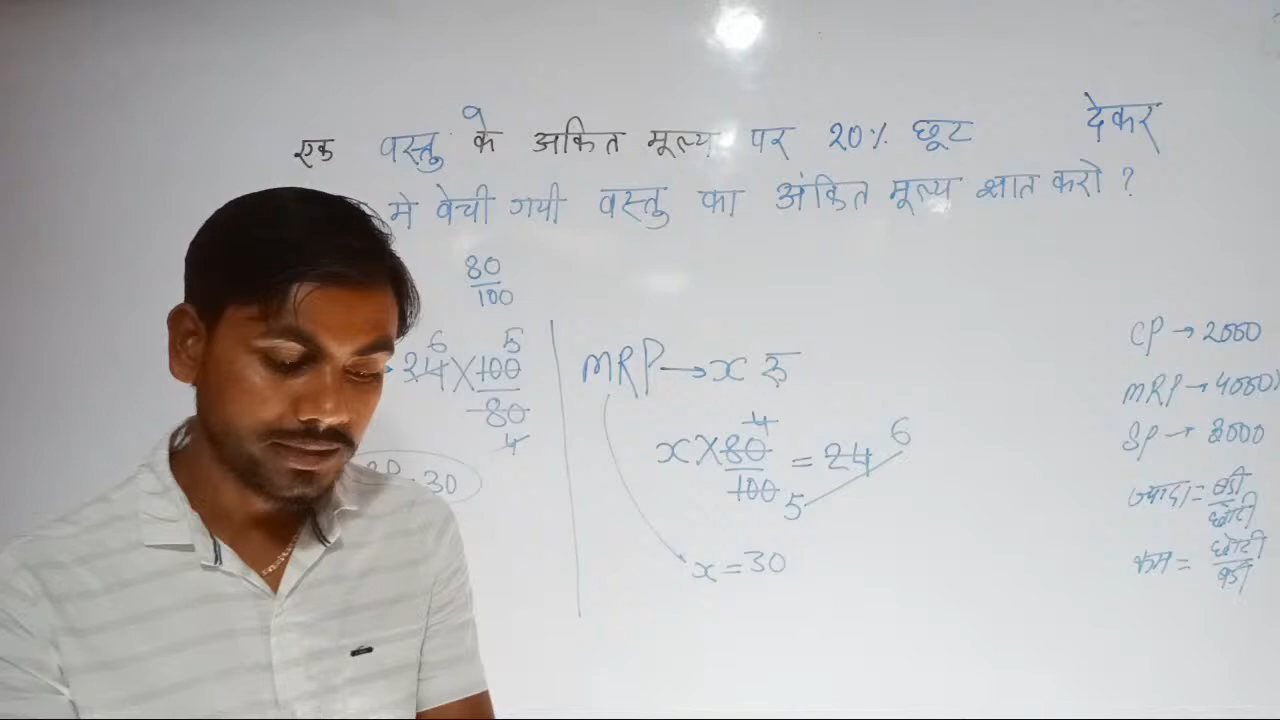 एक वस्तु के अंकित मूल्य पर 20% छूट देकर
मे बेची गयी वस्तु का अंकित मूल्य ज्ञात करो ?
80
100
6 5
24 × 100
80
4
30
MRP → x रु
x × 80 = 24 6
4
100 5
x = 30
CP → 2000
MRP → 4000
SP →
ज्यादा = बडी
छोटी
कम = छोटी
बडी